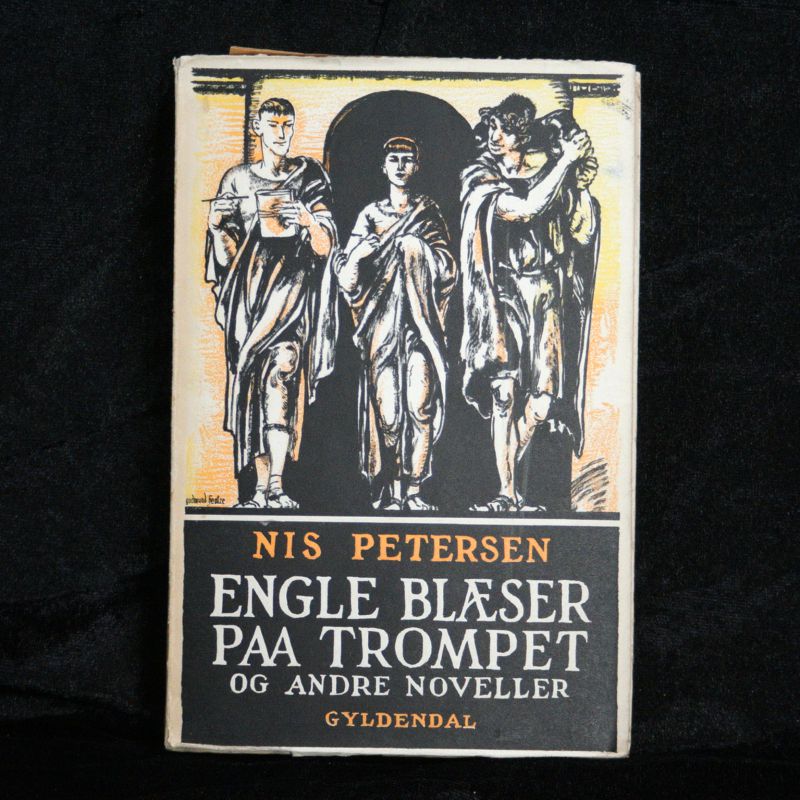 NIS PETERSEN
ENGLE BLÆSER
PAA TROMPET
OG ANDRE NOVELLER
GYLDENDAL